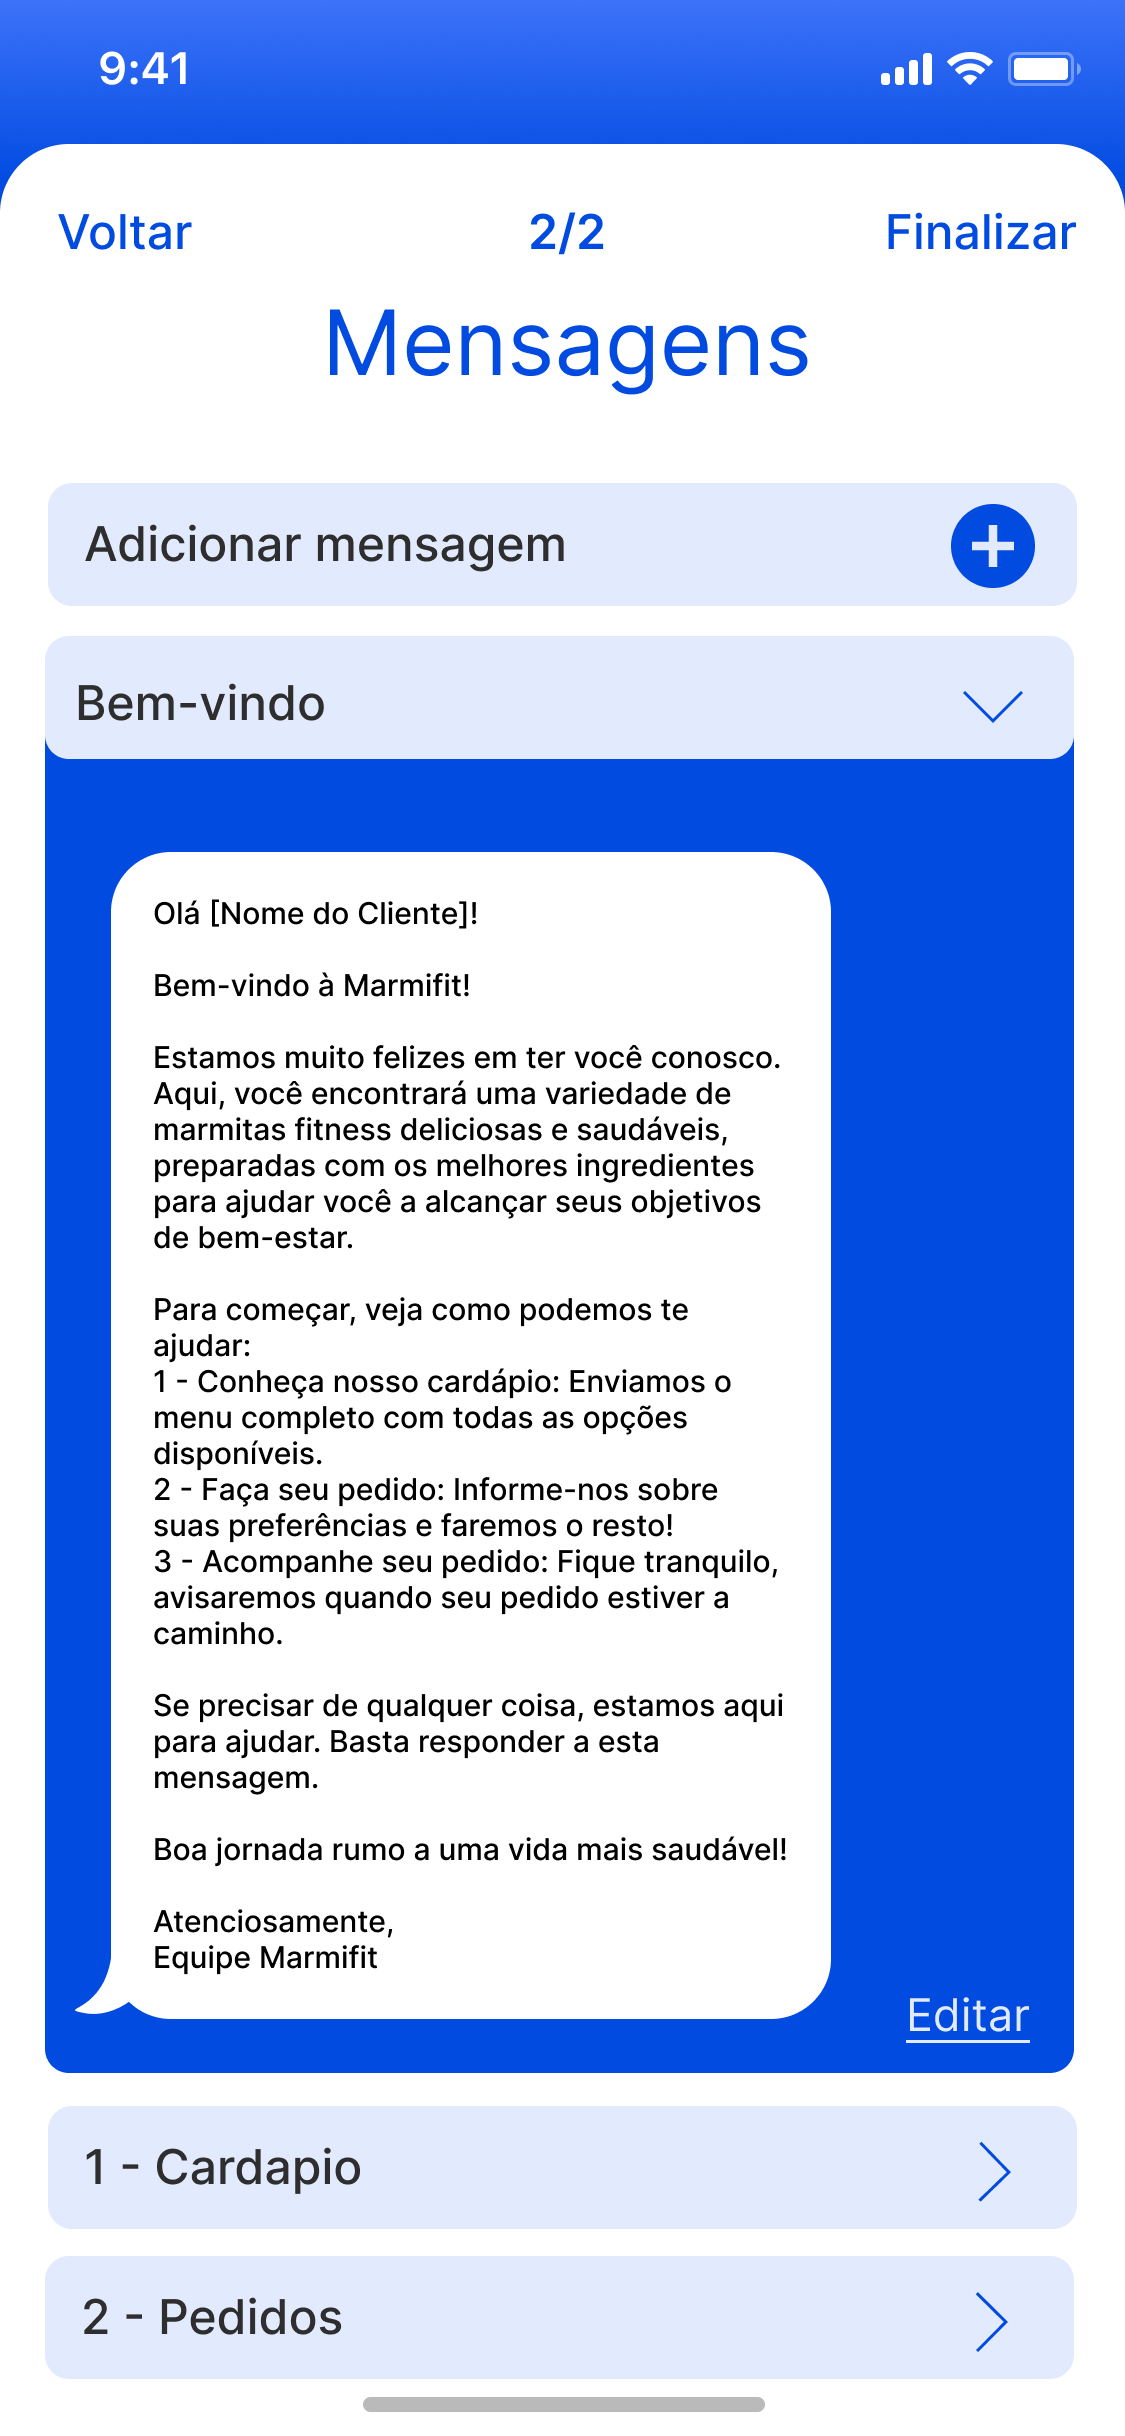 9:41
Voltar
2/2
Finalizar
Mensagens
Adicionar mensagem
Bem-vindo
Olá [Nome do Cliente]!
Bem-vindo à Marmifit!
Estamos muito felizes em ter você conosco.
Aqui, você encontrará uma variedade de
marmitas fitness deliciosas e saudáveis,
preparadas com os melhores ingredientes
para ajudar você a alcançar seus objetivos
de bem-estar.
Para começar, veja como podemos te
ajudar:
1 - Conheça nosso cardápio: Enviamos o
menu completo com todas as opções
disponíveis.
2 - Faça seu pedido: Informe-nos sobre
suas preferências e faremos o resto!
3 - Acompanhe seu pedido: Fique tranquilo,
avisaremos quando seu pedido estiver a
caminho.
Se precisar de qualquer coisa, estamos aqui
para ajudar. Basta responder a esta
mensagem.
Boa jornada rumo a uma vida mais saudável!
Atenciosamente,
Equipe Marmifit
Editar
1 - Cardapio
2 - Pedidos